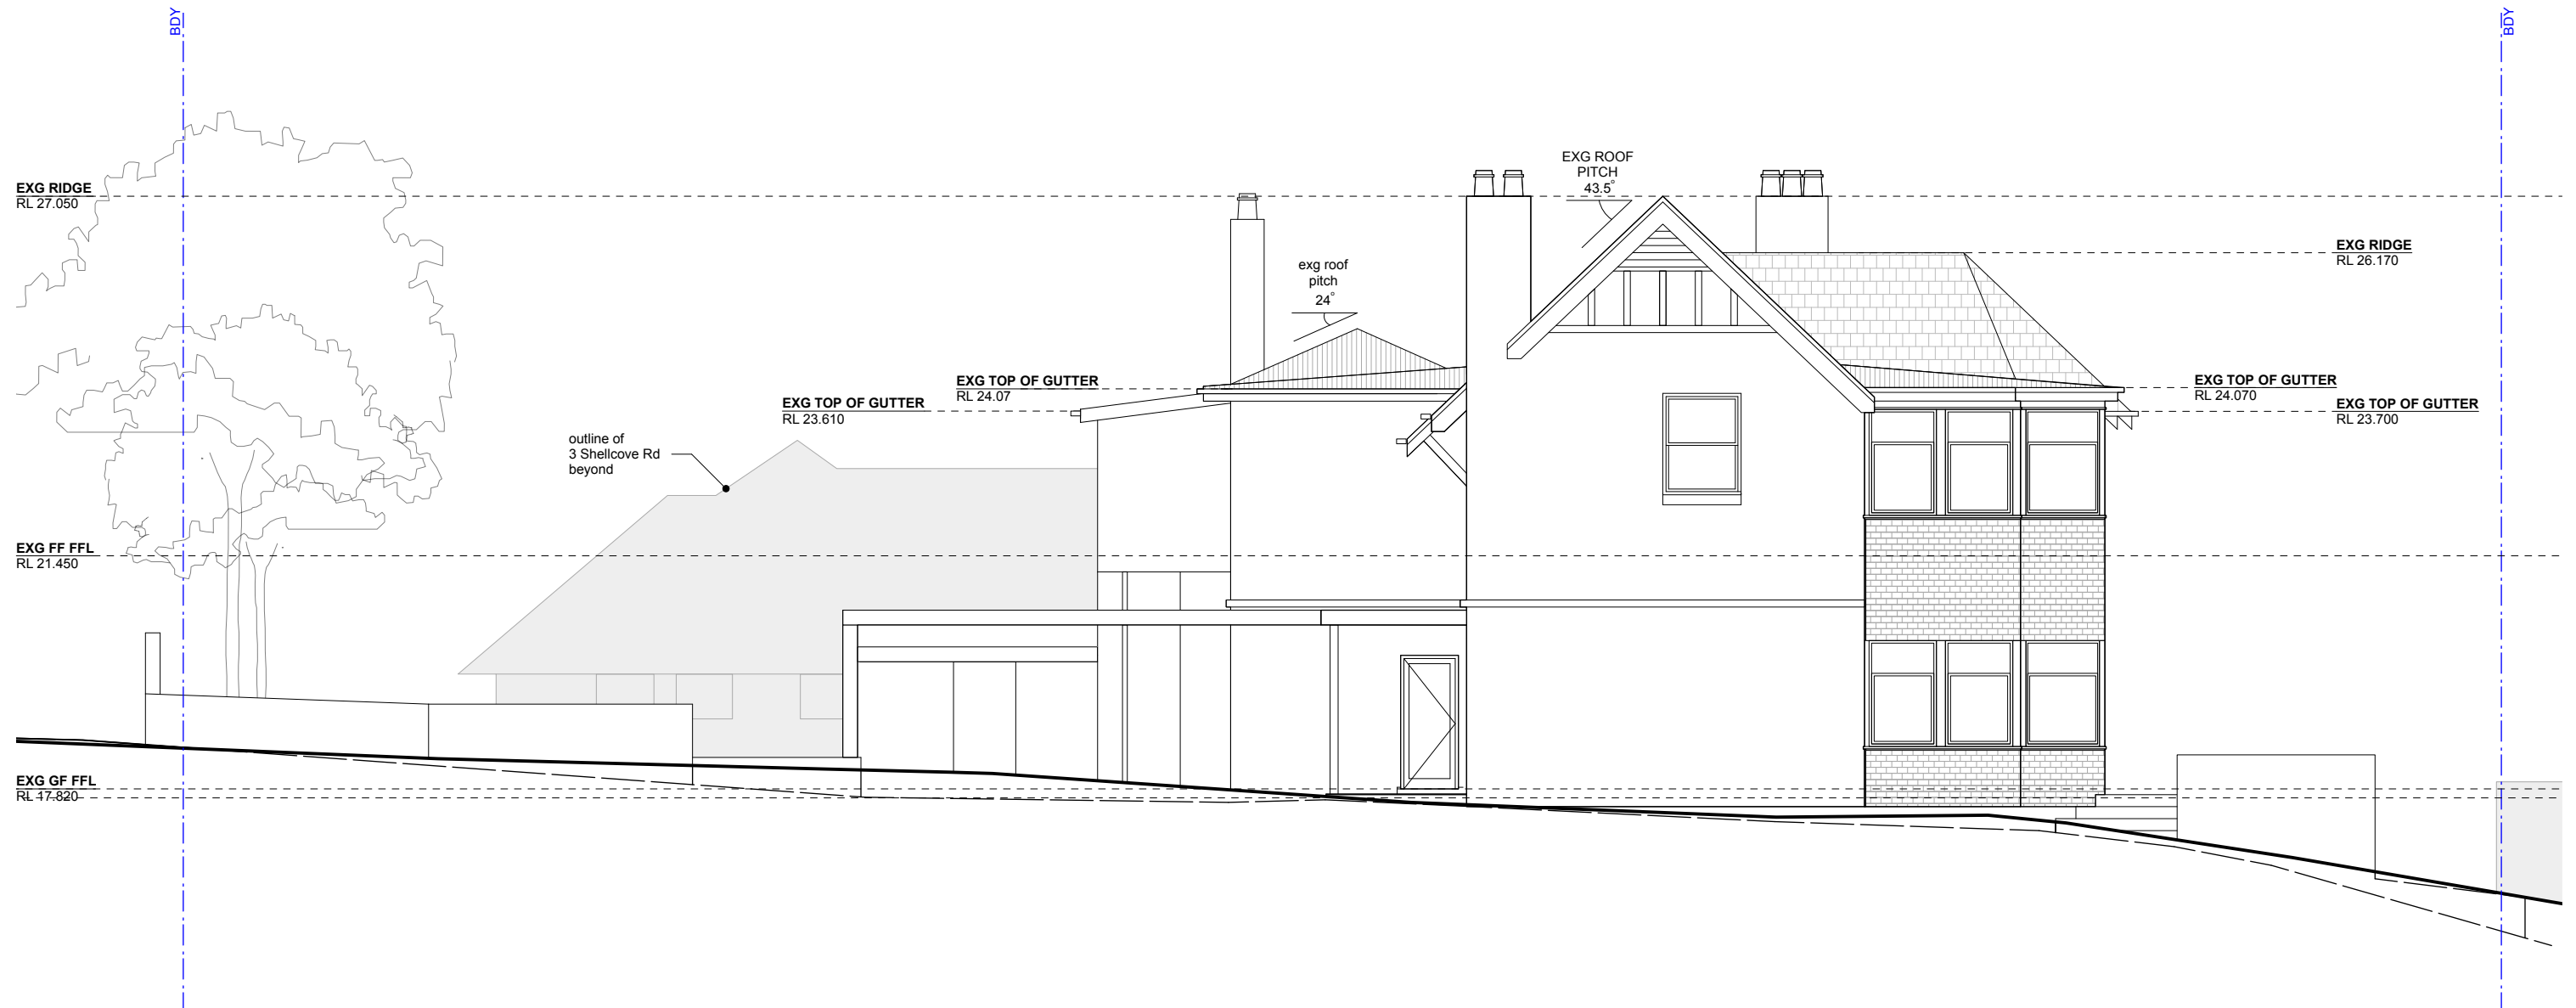 BDY
BDY
EXG ROOF
PITCH
43.5°
EXG RIDGE
RL 27.050
EXG RIDGE
RL 26.170
exg roof
pitch
24°
EXG TOP OF GUTTER
RL 24.07
EXG TOP OF GUTTER
RL 24.070
EXG TOP OF GUTTER
RL 23.610
EXG TOP OF GUTTER
RL 23.700
outline of
3 Shellcove Rd
beyond
EXG FF FFL
RL 21.450
EXG GF FFL
RL 17.820